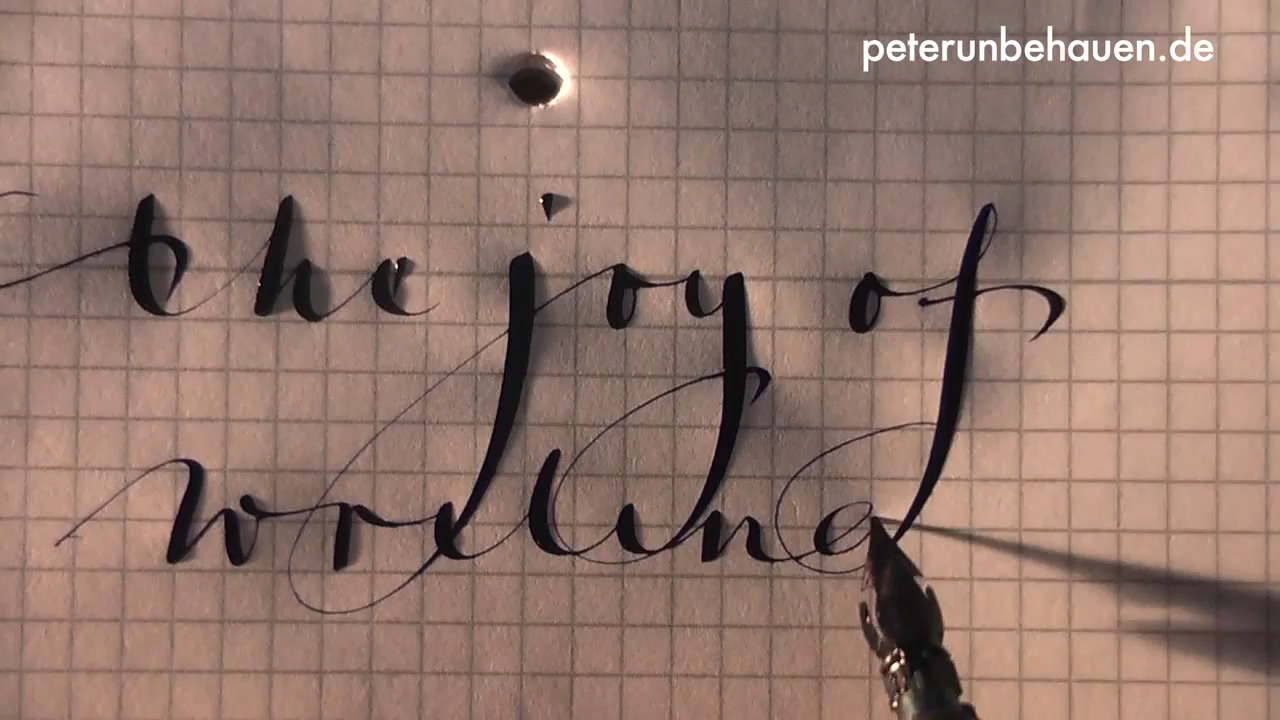 peterunbehauen.de
the joy of
writing